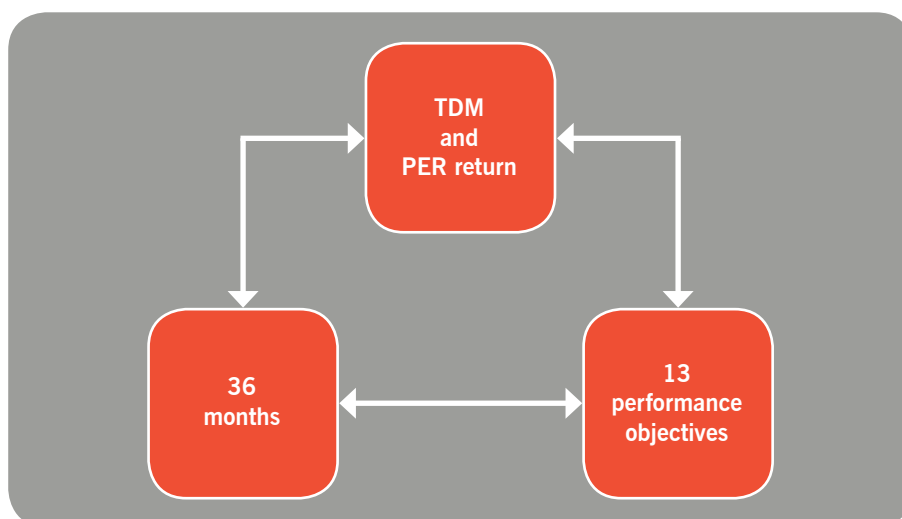 TDM
and
PER return
36
months
13
performance
objectives